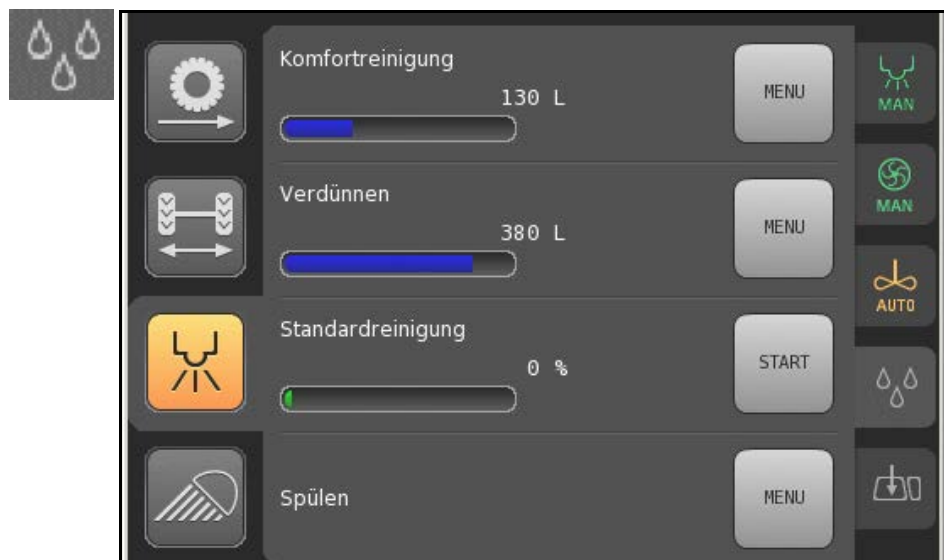 Komfortreinigung
130 L
MENU
MAN
Verdünnen
380 L
MENU
MAN
AUTO
Standardreinigung
0 %
START
Spülen
MENU